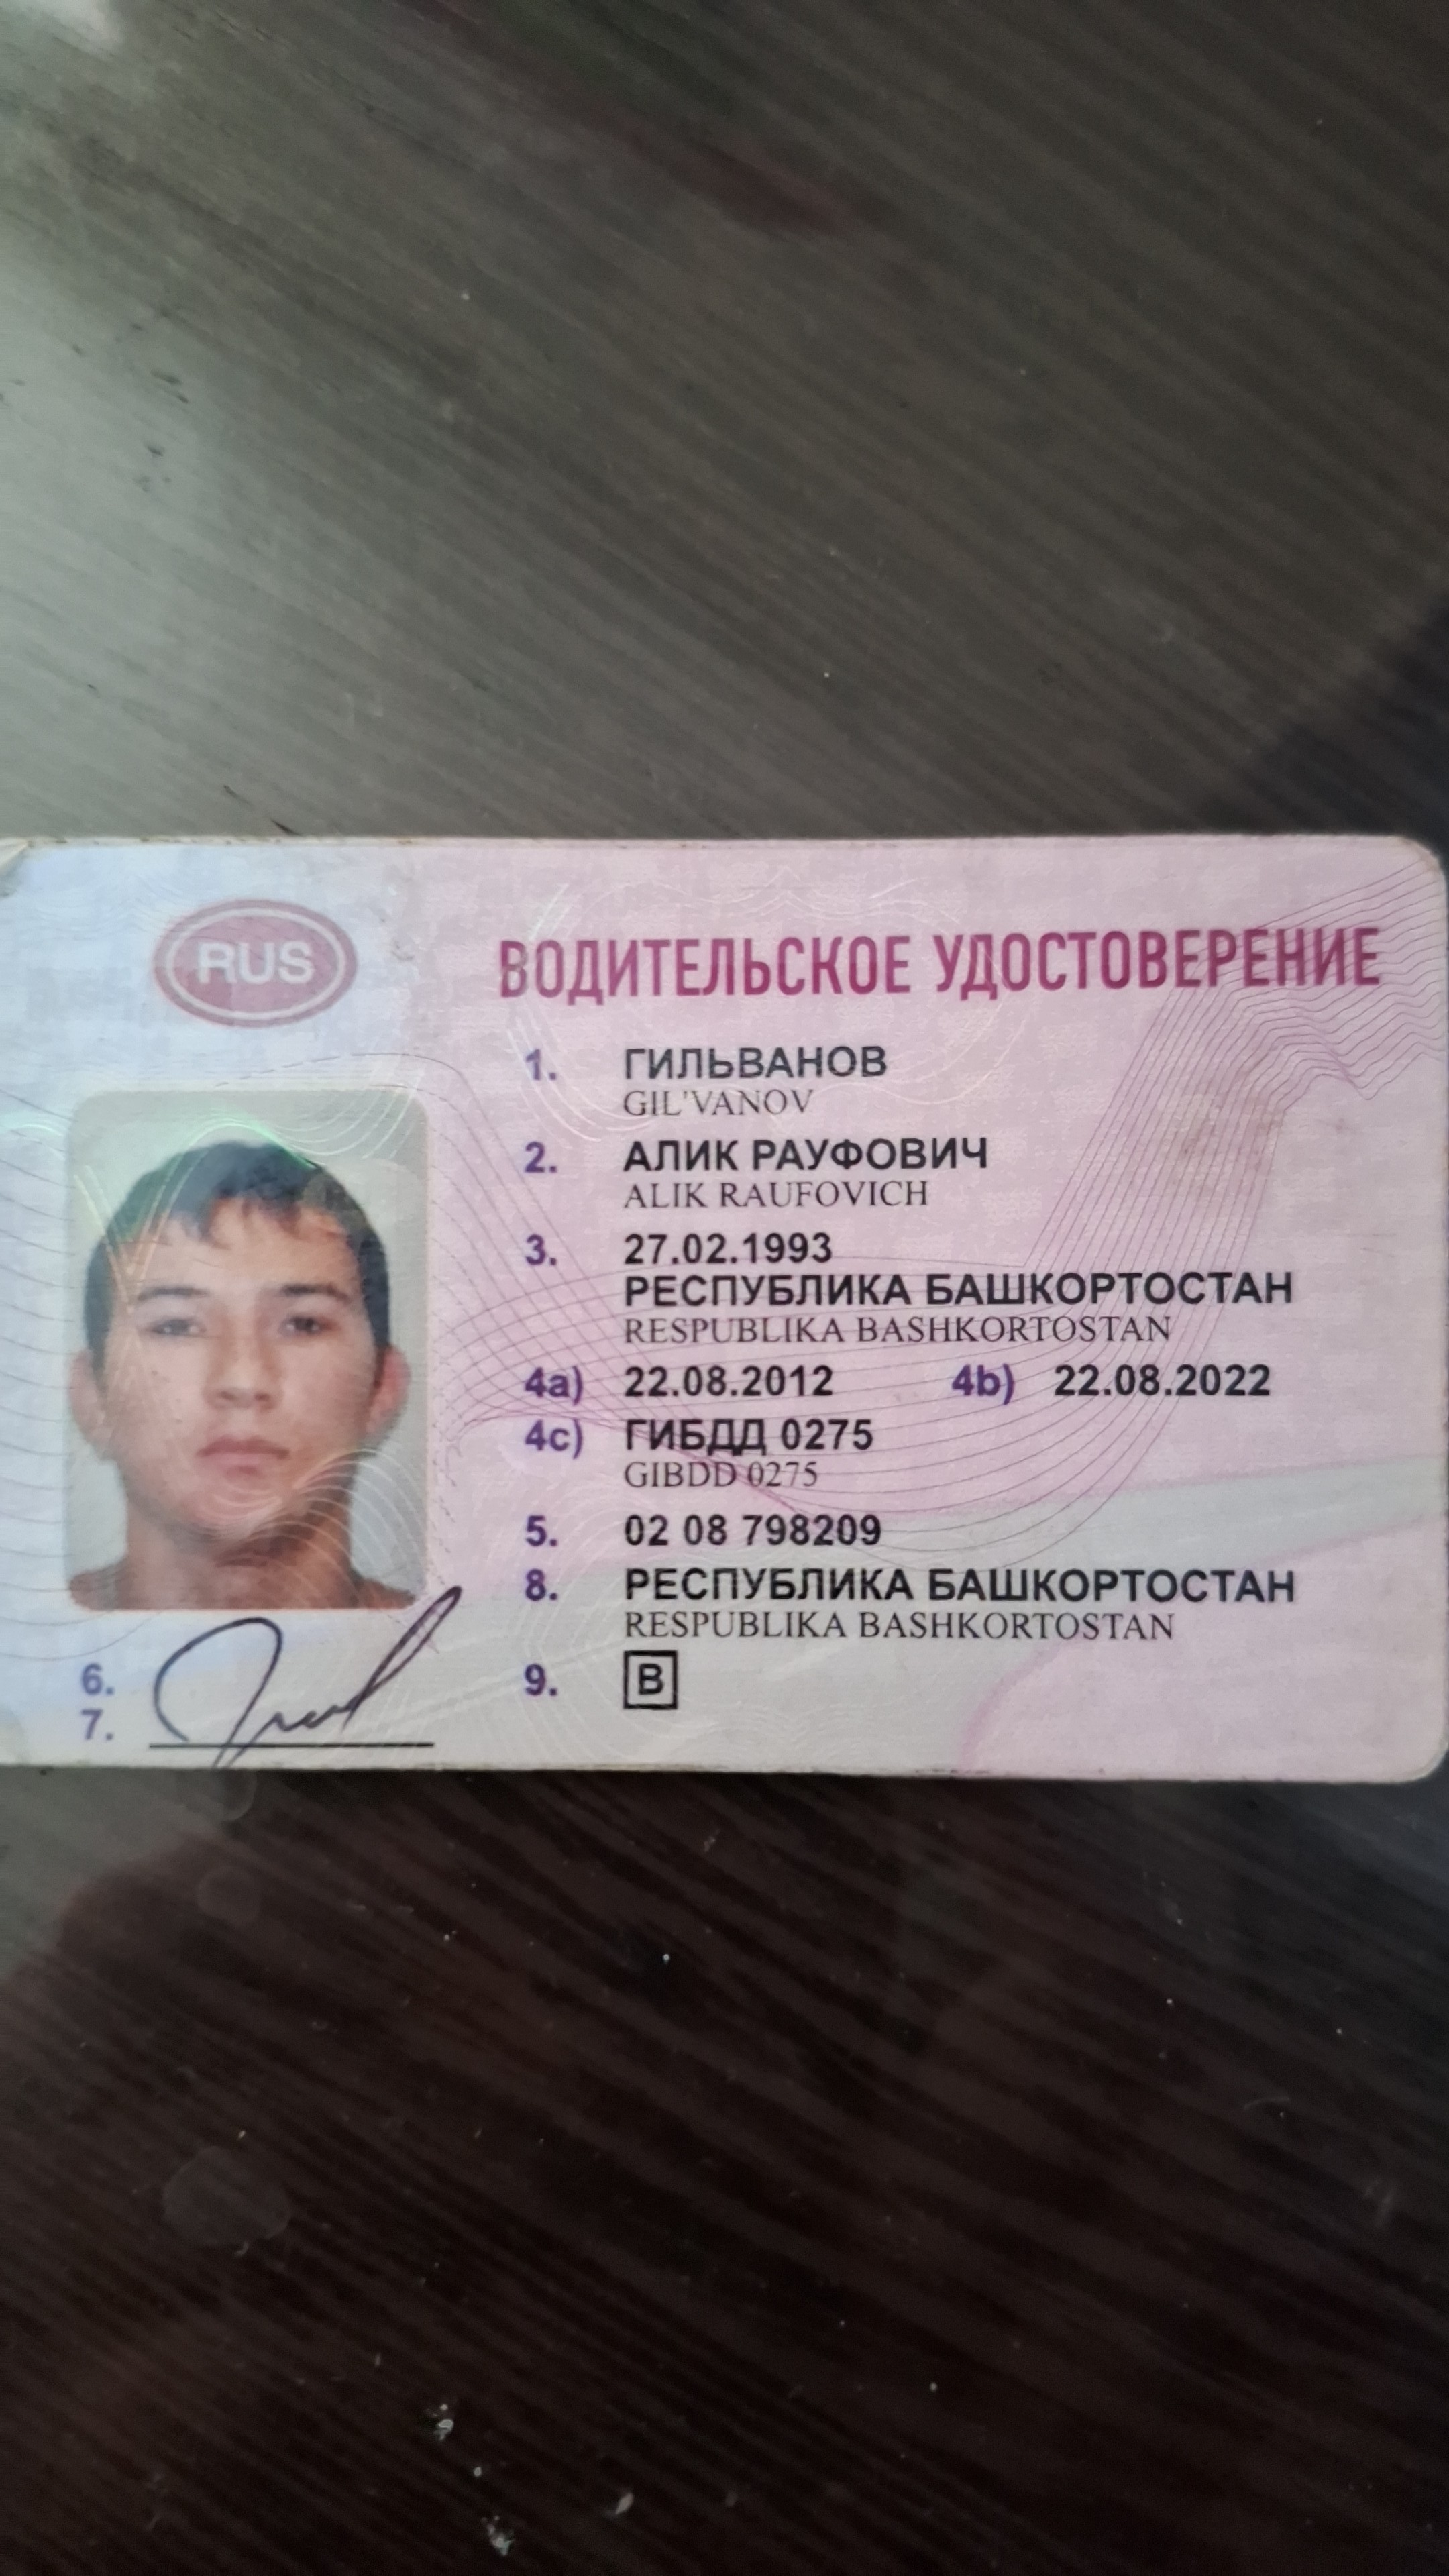 RUS
ВОДИТЕЛЬСКОЕ УДОСТОВЕРЕНИЕ
1. ГИЛЬВАНОВ
GIL'VANOV
2. АЛИК РАУФОВИЧ
ALIK RAUFOVICH
3. 27.02.1993
РЕСПУБЛИКА БАШКОРТОСТАН
RESPUBLIKA BASHKORTOSTAN
4a) 22.08.2012 4b) 22.08.2022
4c) ГИБДД 0275
GIBDD 0275
5. 02 08 798209
8. РЕСПУБЛИКА БАШКОРТОСТАН
RESPUBLIKA BASHKORTOSTAN
6.
7.
9. B